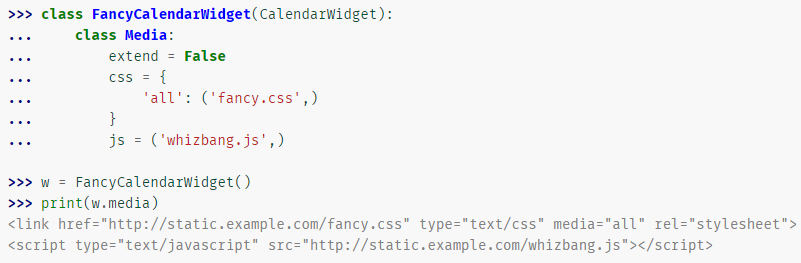 >>> class FancyCalendarWidget(CalendarWidget):
...     class Media:
...         extend = False
...         css = {
...             'all': ('fancy.css',)
...         }
...         js = ('whizbang.js',)
>>> w = FancyCalendarWidget()
>>> print(w.media)
<link href="http://static.example.com/fancy.css" type="text/css" media="all" rel="stylesheet">
<script type="text/javascript" src="http://static.example.com/whizbang.js"></script>